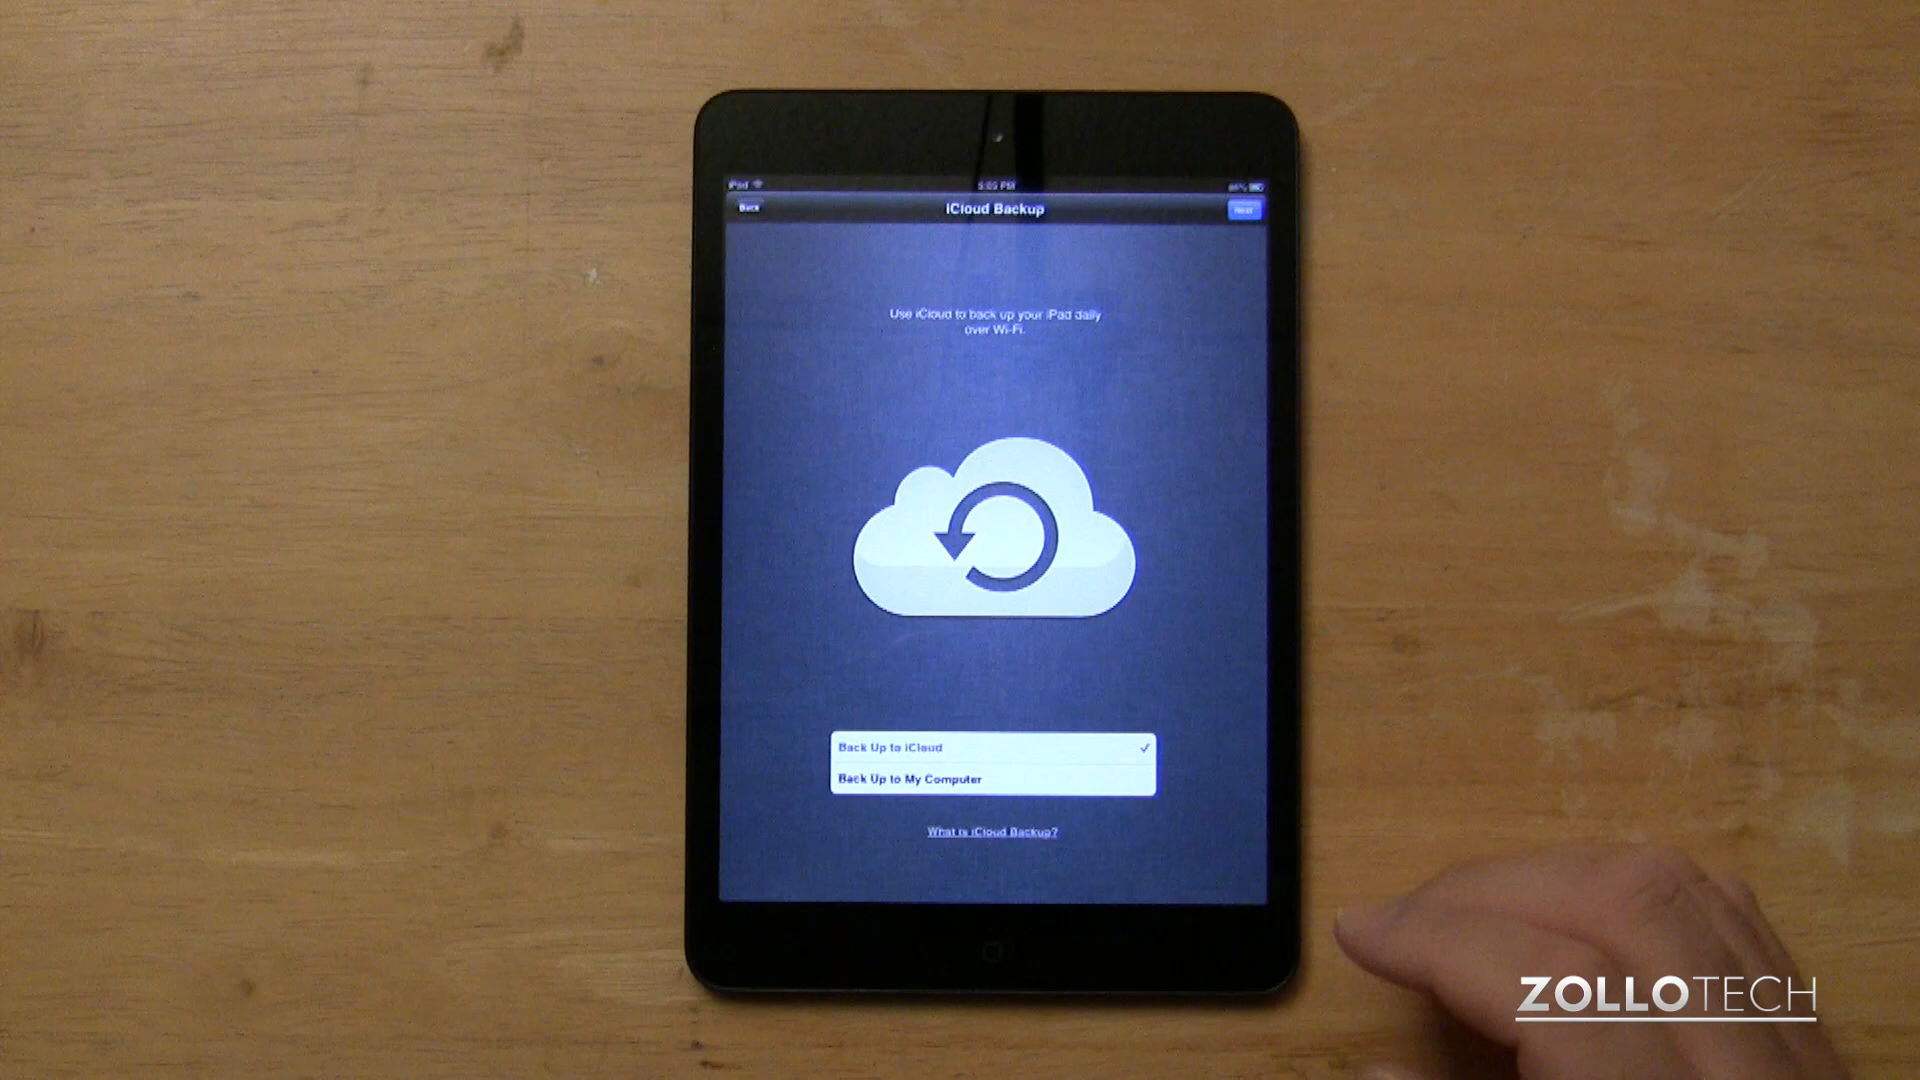 iPad
5:05 PM
Back
iCloud Backup
Next
Use iCloud to back up your iPad daily
over Wi-Fi.
Back Up to iCloud
Back Up to My Computer
What is iCloud Backup?
ZOLLOTECH